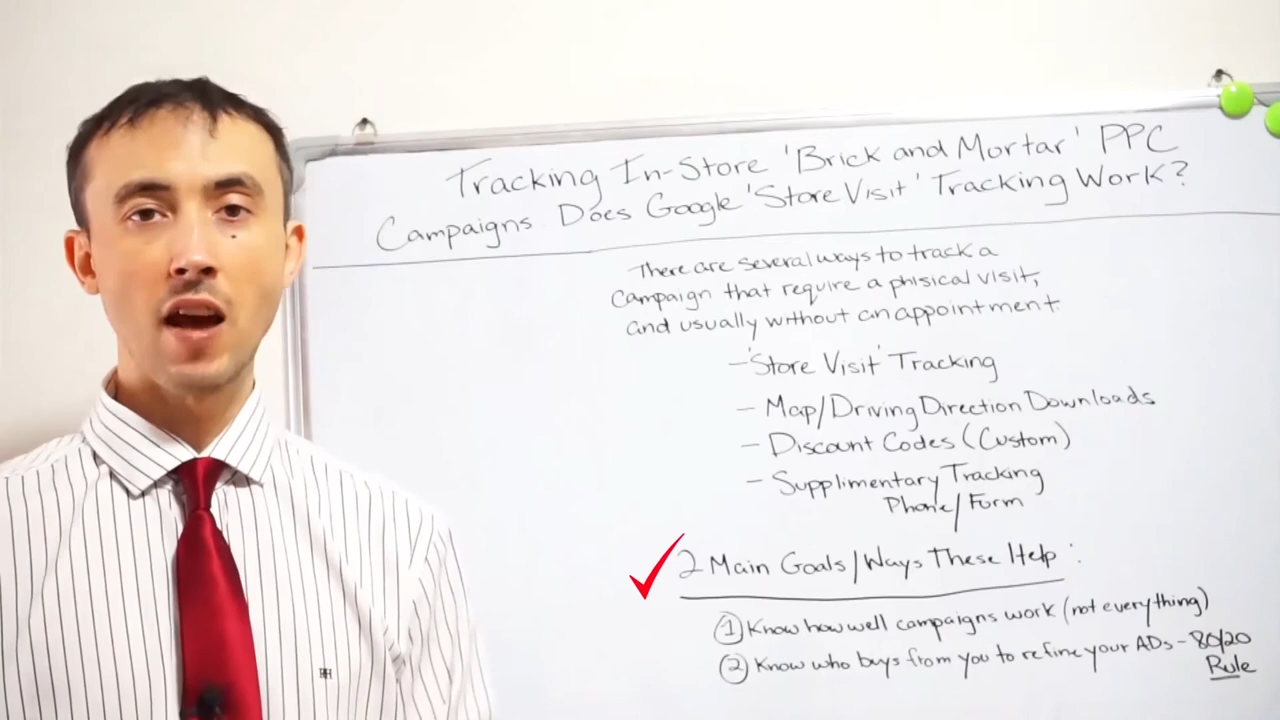 Tracking In-Store 'Brick and Mortar' PPC
Campaigns Does Google 'Store Visit' Tracking Work?
There are several ways to track a
campaign that require a phisical visit,
and usually without an appointment.
- 'Store Visit' Tracking
- Map/Driving Direction Downloads
- Discount Codes (Custom)
- Supplimentary Tracking
Phone/Form
2 Main Goals/Ways These Help:
① Know how well campaigns work (not everything)
② Know who buys from you to refine your ADs - 80/20
Rule
RH